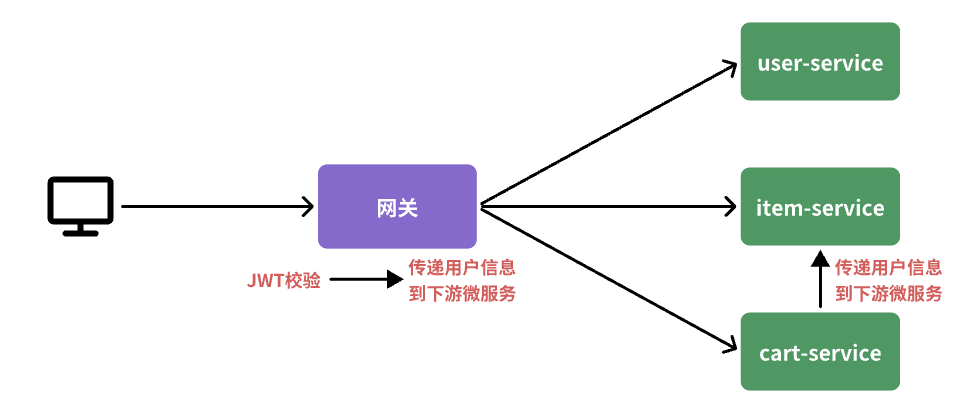 user-service
网关
item-service
JWT校验
传递用户信息
到下游微服务
传递用户信息
到下游微服务
cart-service